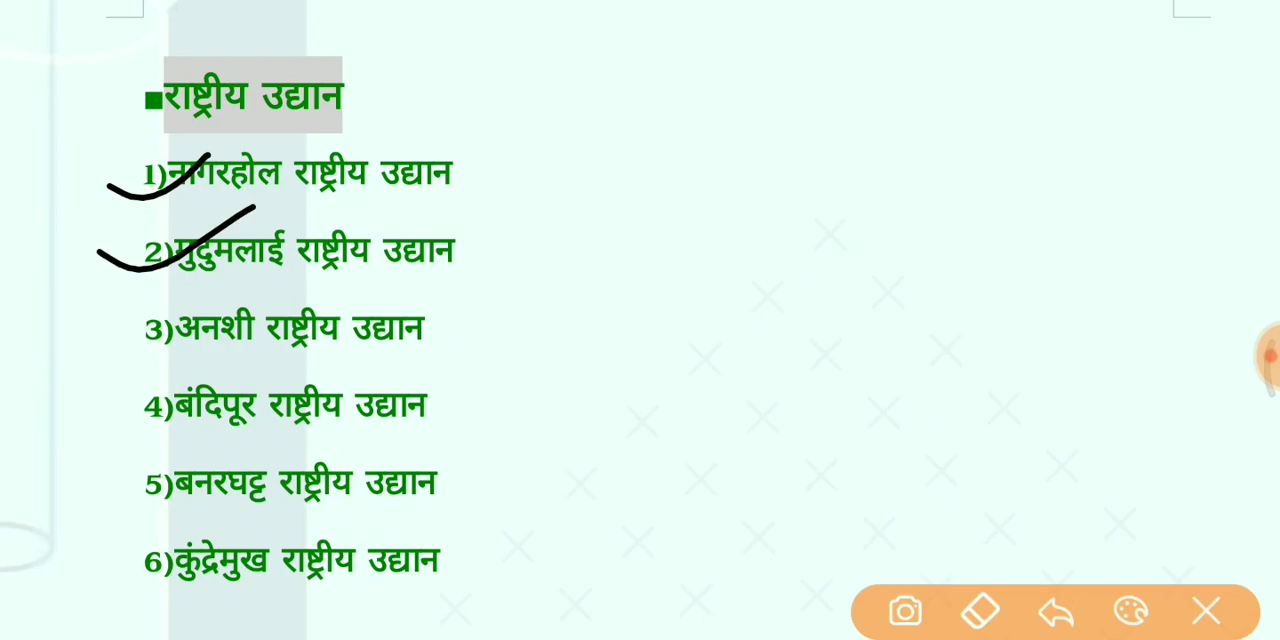 ■राष्ट्रीय उद्यान
1)नागरहोल राष्ट्रीय उद्यान
2)मुदुमलाई राष्ट्रीय उद्यान
3)अनशी राष्ट्रीय उद्यान
4)बंदिपूर राष्ट्रीय उद्यान
5)बनरघट्ट राष्ट्रीय उद्यान
6)कुंद्रेमुख राष्ट्रीय उद्यान